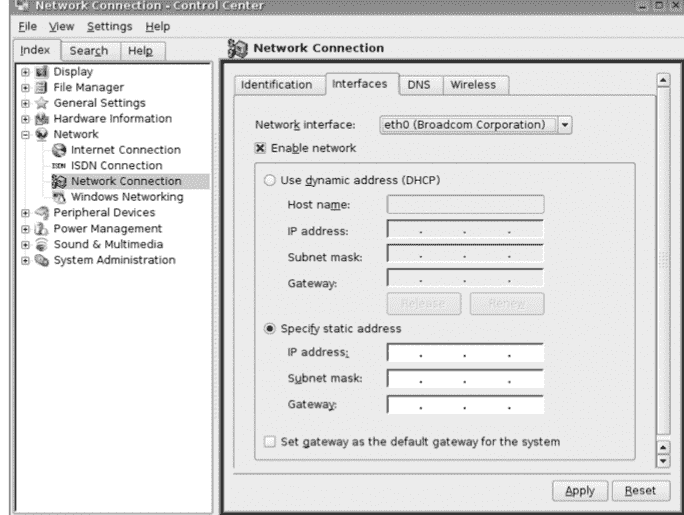 Network Connection - Control Center
File View Settings Help
Index Search Help
Display
File Manager
General Settings
Hardware Information
Network
Internet Connection
ISDN ISDN Connection
Network Connection
Windows Networking
Peripheral Devices
Power Management
Sound & Multimedia
System Administration
Network Connection
Identification Interfaces DNS Wireless
Network interface: eth0 (Broadcom Corporation)
Enable network
Use dynamic address (DHCP)
Host name:
IP address: . . .
Subnet mask: . . .
Gateway: . . .
Release Renew
Specify static address
IP address: . . .
Subnet mask: . . .
Gateway: . . .
Set gateway as the default gateway for the system
Apply Reset